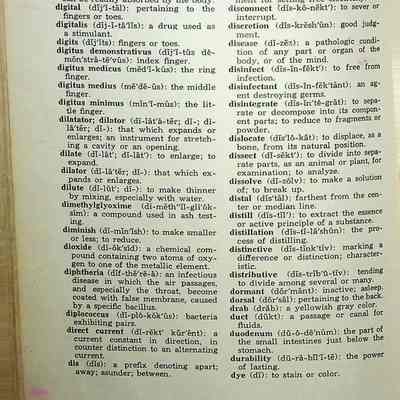 digital (dĭj´ĭ-tăl): pertaining to the
fingers or toes.
digitalis (dĭj-ĭ-tā´lĭs): a drug used as
a stimulant.
digits (dĭj´ĭts): fingers or toes.
digitus demonstrativus (dĭj´ĭ-tŭs dē-
mŏn´strā-tē´vŭs): index finger.
digitus medicus (mĕd´ĭ-kŭs): the ring
finger.
digitus medius (mē´dē-ŭs): the middle
finger.
digitus minimus (mĭn´ĭ-mŭs): the lit-
tle finger.
dilatator; dilator (dĭl-ă-tā´tēr; dī-; dī-
lā´tēr; dĭ-): that which expands or
enlarges; an instrument for stretch-
ing a cavity or an opening.
dilate (dī-lāt´; dĭ-lāt´): to enlarge; to
expand.
dilator (dī-lā´tēr; dĭ-): that which ex-
pands or enlarges.
dilute (dĭ-lūt´; dī-): to make thinner
by mixing, especially with water.
dimethylglyoxime
sim): a compound used in ash test-
ing.
diminish (dĭ-mĭn´ĭsh): to make smaller
or less; to reduce.
dioxide (dī-ŏk´sīd): a chemical com-
pound containing two atoms of oxy-
gen to one of the metallic element.
diphtheria (dĭf-thē´rē-ă): an infectious
disease in which the air passages,
and especially the throat, become
coated with false membrane, caused
by a specific bacillus.
diplococcus (dĭ-plō-kŏk´ŭs): bacteria
exhibiting pairs.
direct current (dī-rĕkt´ kŭr´ĕnt): a
current constant in direction, in
counter distinction to an alternating
current.
dis (dĭs): a prefix denoting apart;
away; asunder; between.
disconnect (dĭs-kō-nĕkt´): to sever or
interrupt.
discretion (dĭs-krĕsh´ŭn): good judg-
ment.
disease (dĭ-zēz): a pathologic condi-
tion of any part or organ of the
body, or of the mind.
disinfect (dĭs-ĭn-fĕkt´): to free from
infection.
disinfectant (dĭs-ĭn-fĕk´tănt): an ag-
ent destroying germs.
disintegrate (dĭs-ĭn´tē-grāt): to sepa-
rate or decompose into its compon-
ent parts; to reduce to fragments or
powder.
dislocate (dĭs´lō-kāt): to displace, as a
bone, from its natural position.
dissect (dĭ-sĕkt´): to divide into sepa-
rate parts, as an animal or plant, for
examination; to analyze.
dissolve (dĭ-sŏlv): to make a solution
of; to break up.
distal (dĭs´tăl): farthest from the cen-
ter or median line.
distill (dĭs-tĭl´): to extract the essence
or active principle of a substance.
distillation (dĭs-tĭ-lā´shŭn): the pro-
cess of distilling.
distinctive (dĭs-tĭnk´tĭv): marking a
difference or distinction; character-
istic.
distributive (dĭs-trĭb´ū-tĭv): tending
to divide among several or many.
dormant (dôr´mănt): inactive; asleep.
dorsal (dôr´săl): pertaining to the back.
drab (drăb): a yellowish gray color.
duct (dŭkt): a passage or canal for
fluids.
duodenum (dū-ō-dē´nŭm): the part of
the small intestines just below the
stomach.
durability (dū-ră-bĭl´ĭ-tē): the power
of lasting.
dye (dī): to stain or color.